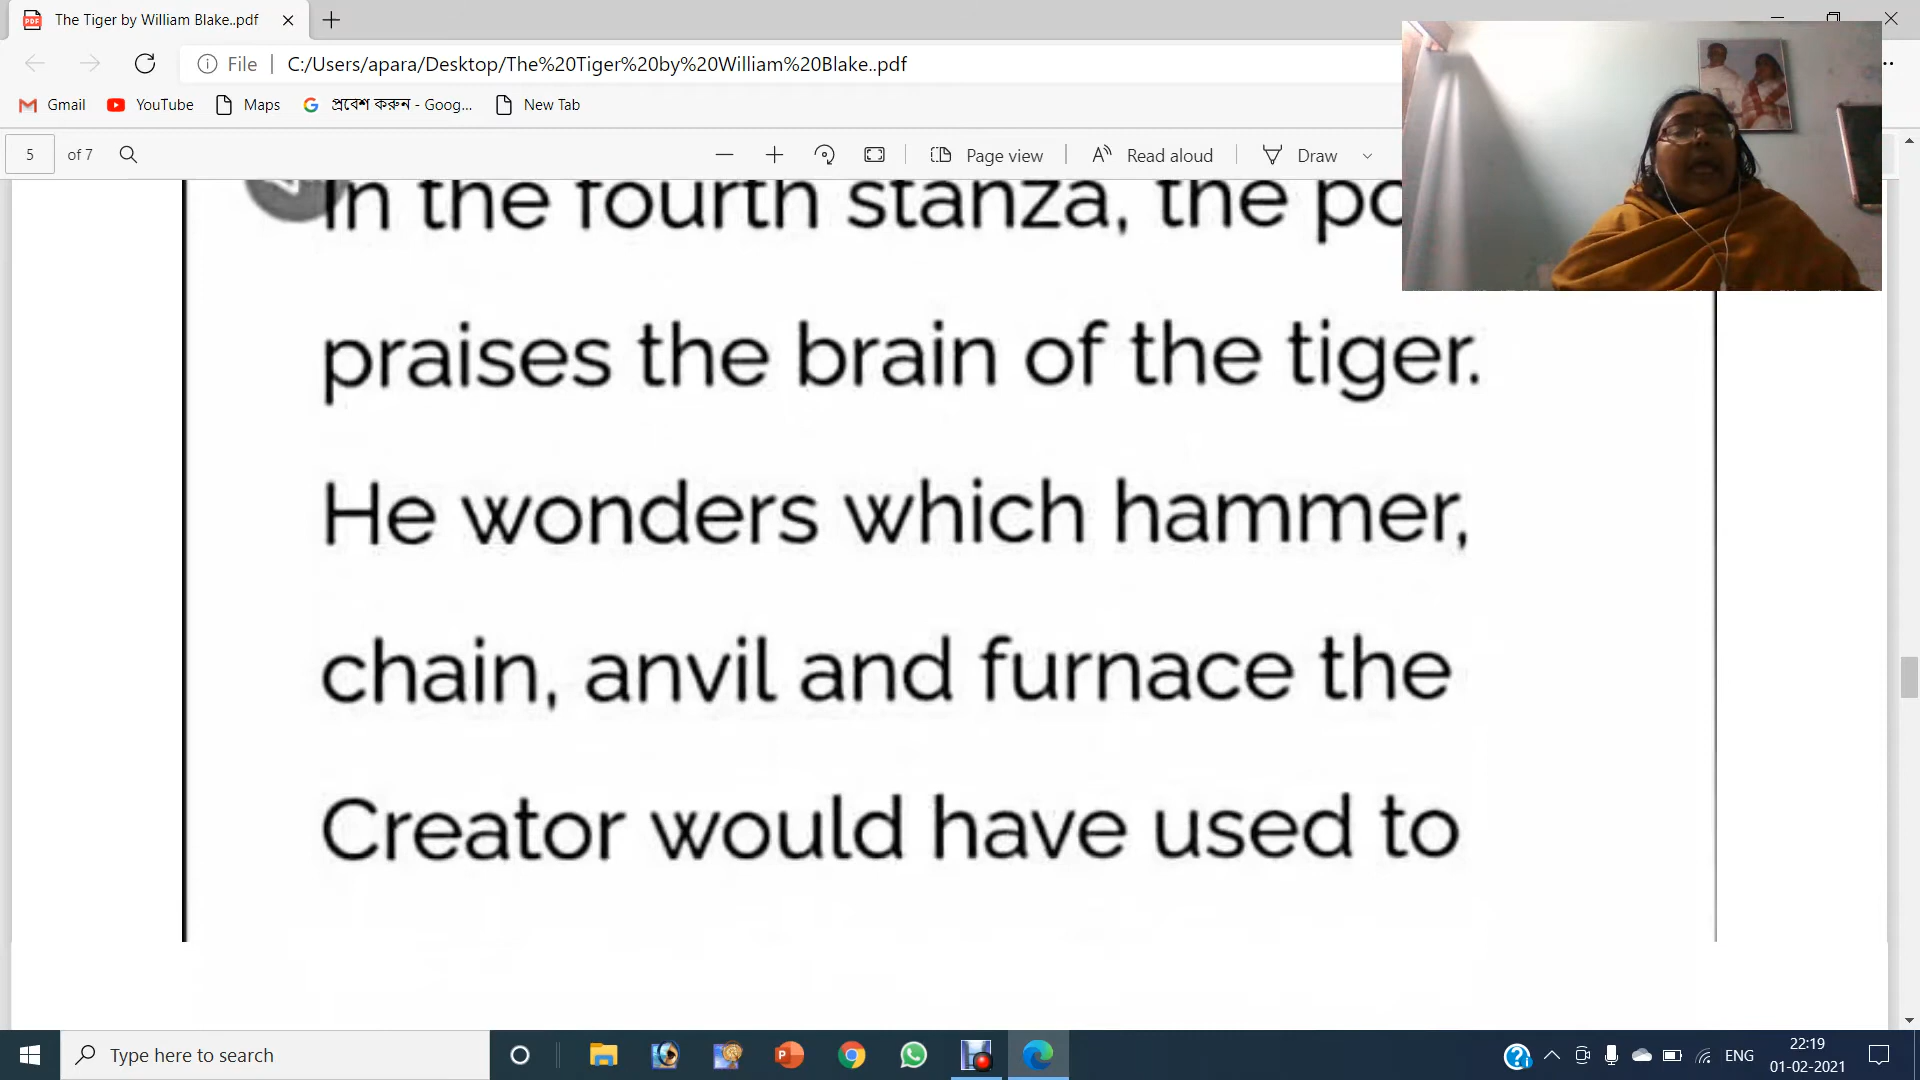 The Tiger by William Blake..pdf
File
C:/Users/apara/Desktop/The%20Tiger%20by%20William%20Blake..pdf
Gmail
YouTube
Maps
প্রবেশ করুন - Goog...
New Tab
5 of 7
Page view
Read aloud
Draw
In the fourth stanza, the
praises the brain of the tiger.
He wonders which hammer,
chain, anvil and furnace the
Creator would have used to
Type here to search
ENG
22:19
01-02-2021